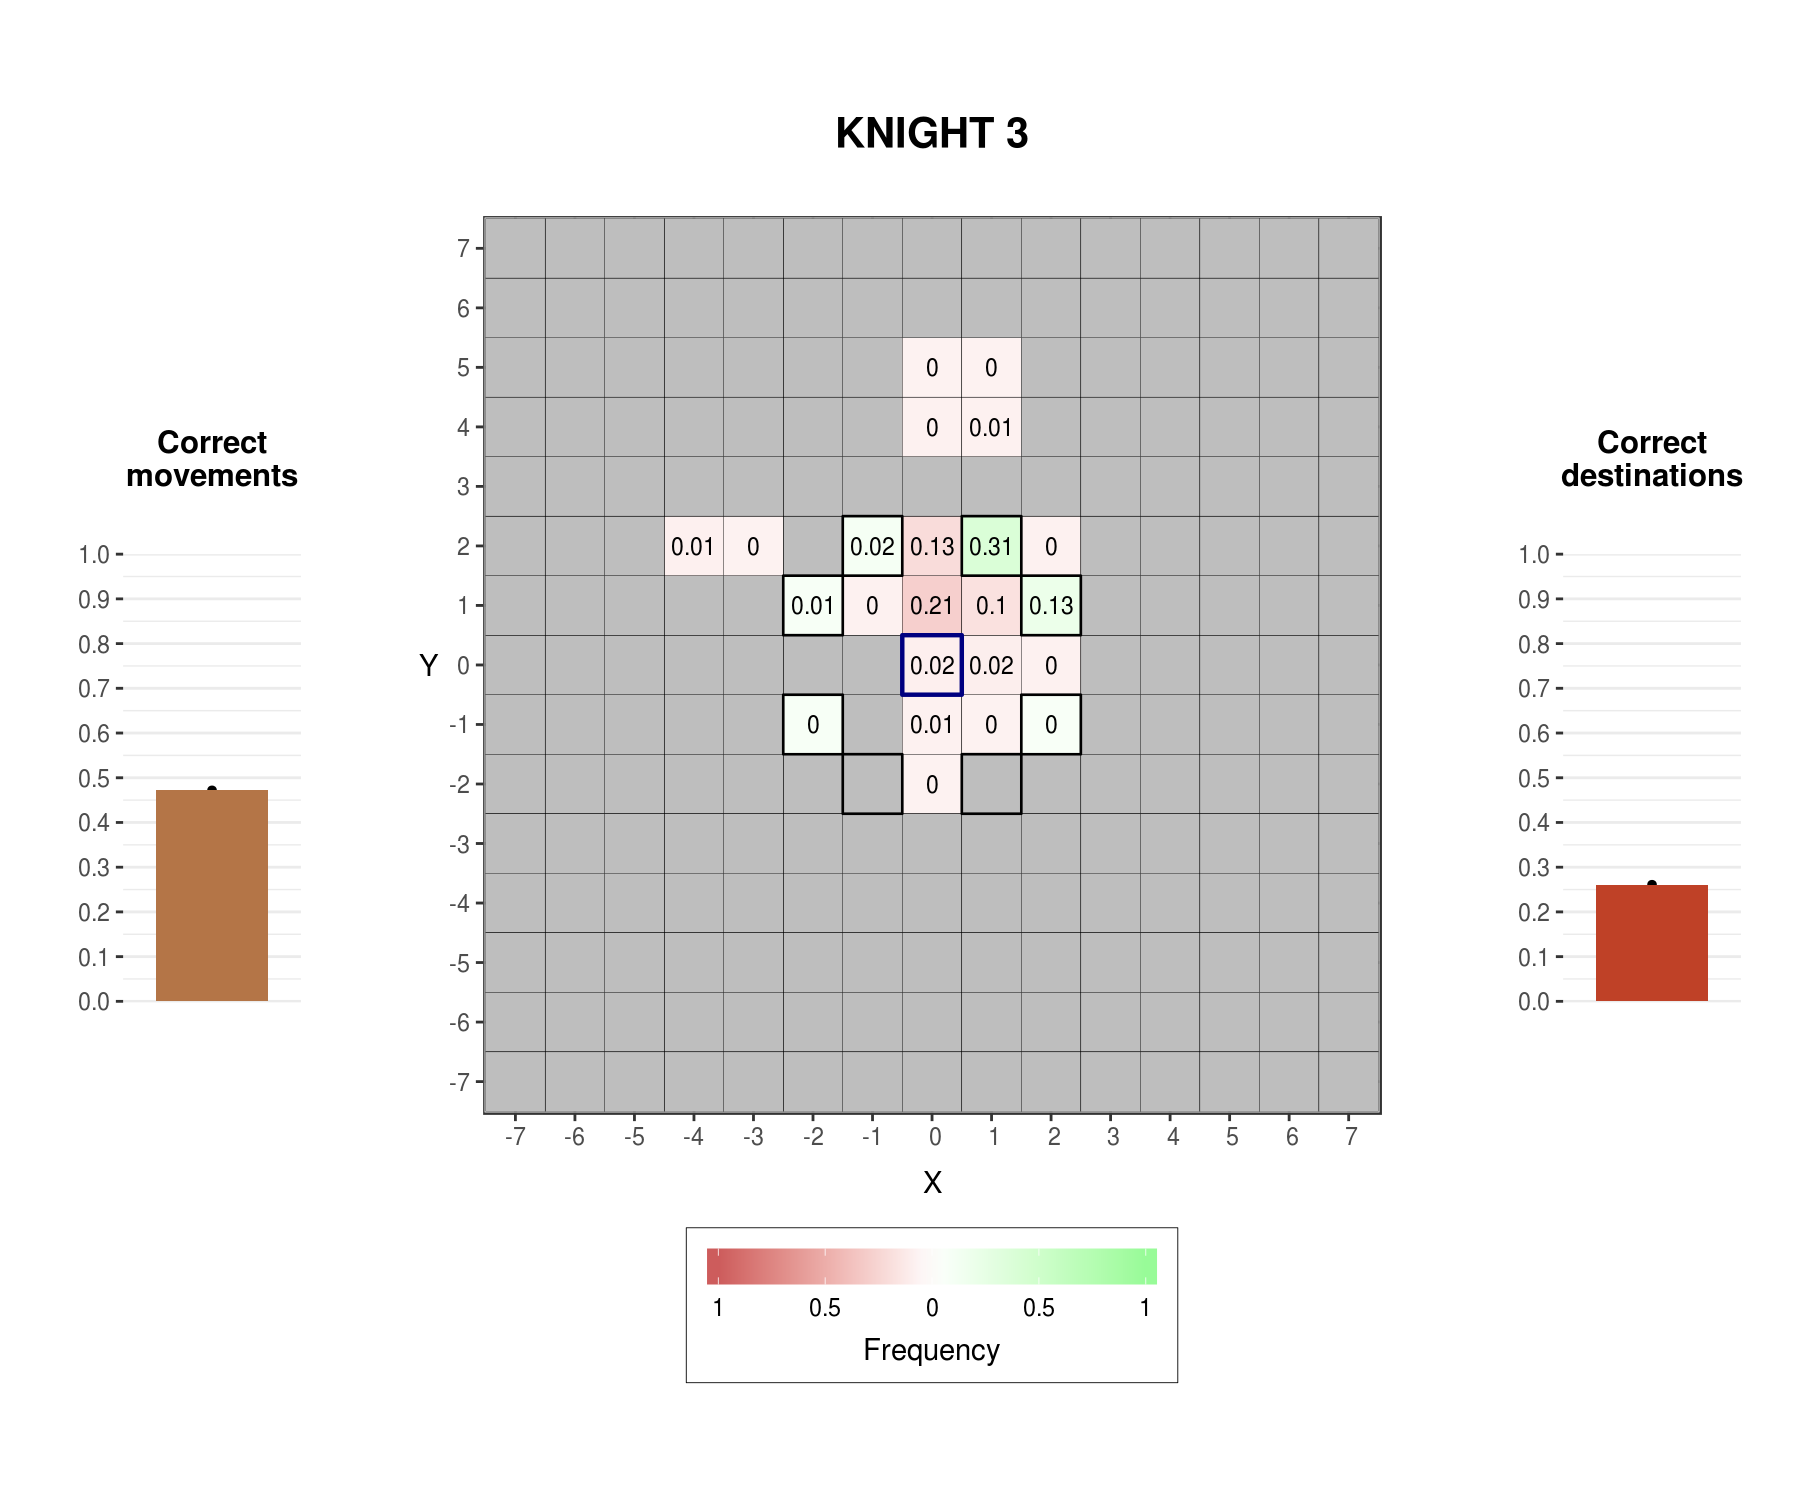 KNIGHT 3
Correct
movements
1.0
0.9
0.8
0.7
0.6
0.5
0.4
0.3
0.2
0.1
0.0
Y
7
6
5 0 0
4 0 0.01
3
2 0.01 0 0.02 0.13 0.31 0
1 0.01 0 0.21 0.1 0.13
0 0.02 0.02 0
-1 0 0.01 0 0
-2 0
-3
-4
-5
-6
-7
-7 -6 -5 -4 -3 -2 -1 0 1 2 3 4 5 6 7
X
1 0.5 0 0.5 1
Frequency
Correct
destinations
1.0
0.9
0.8
0.7
0.6
0.5
0.4
0.3
0.2
0.1
0.0